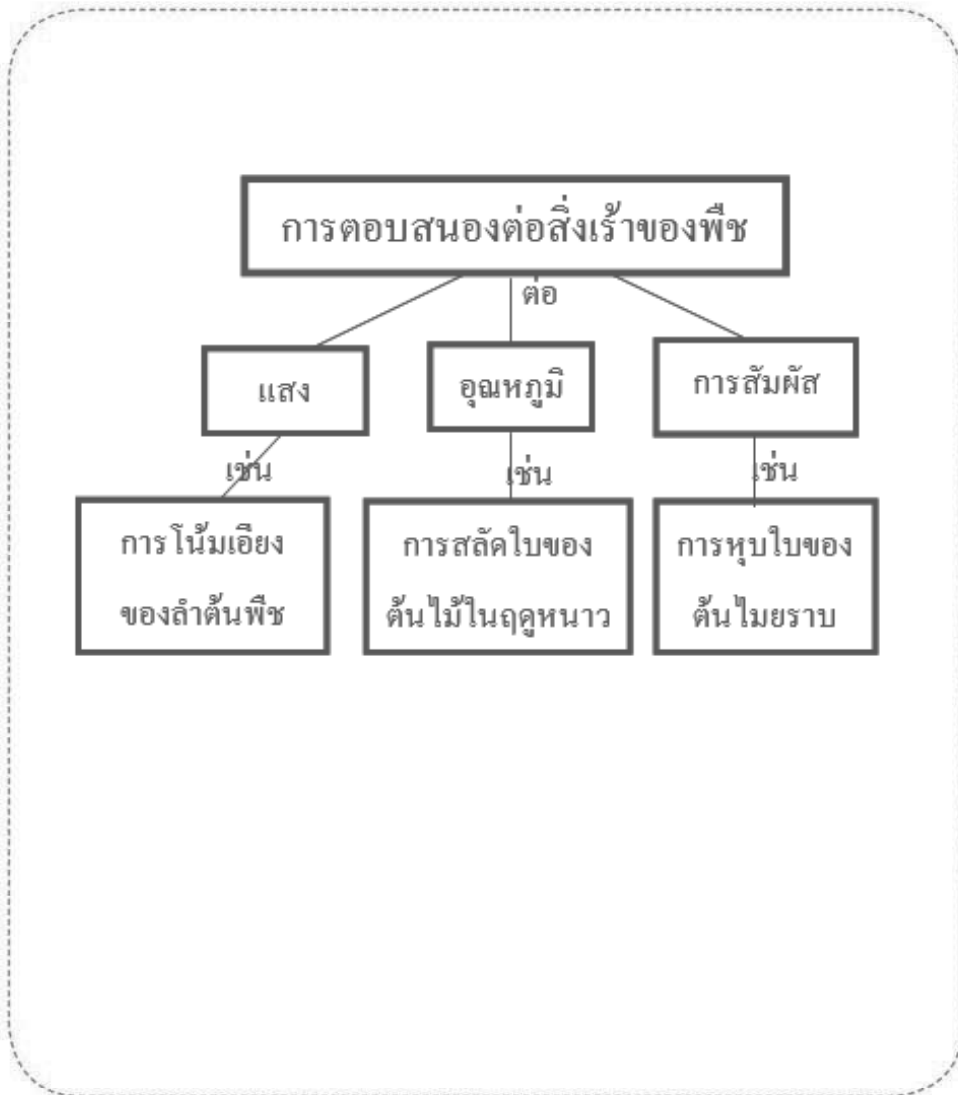 การตอบสนองต่อสิ่งเร้าของพืช
ต่อ
แสง
อุณหภูมิ
การสัมผัส
เช่น
เช่น
เช่น
การโน้มเอียง
ของลำต้นพืช
การสลัดใบของ
ต้นไม้ในฤดูหนาว
การหุบใบของ
ต้นไมยราบ